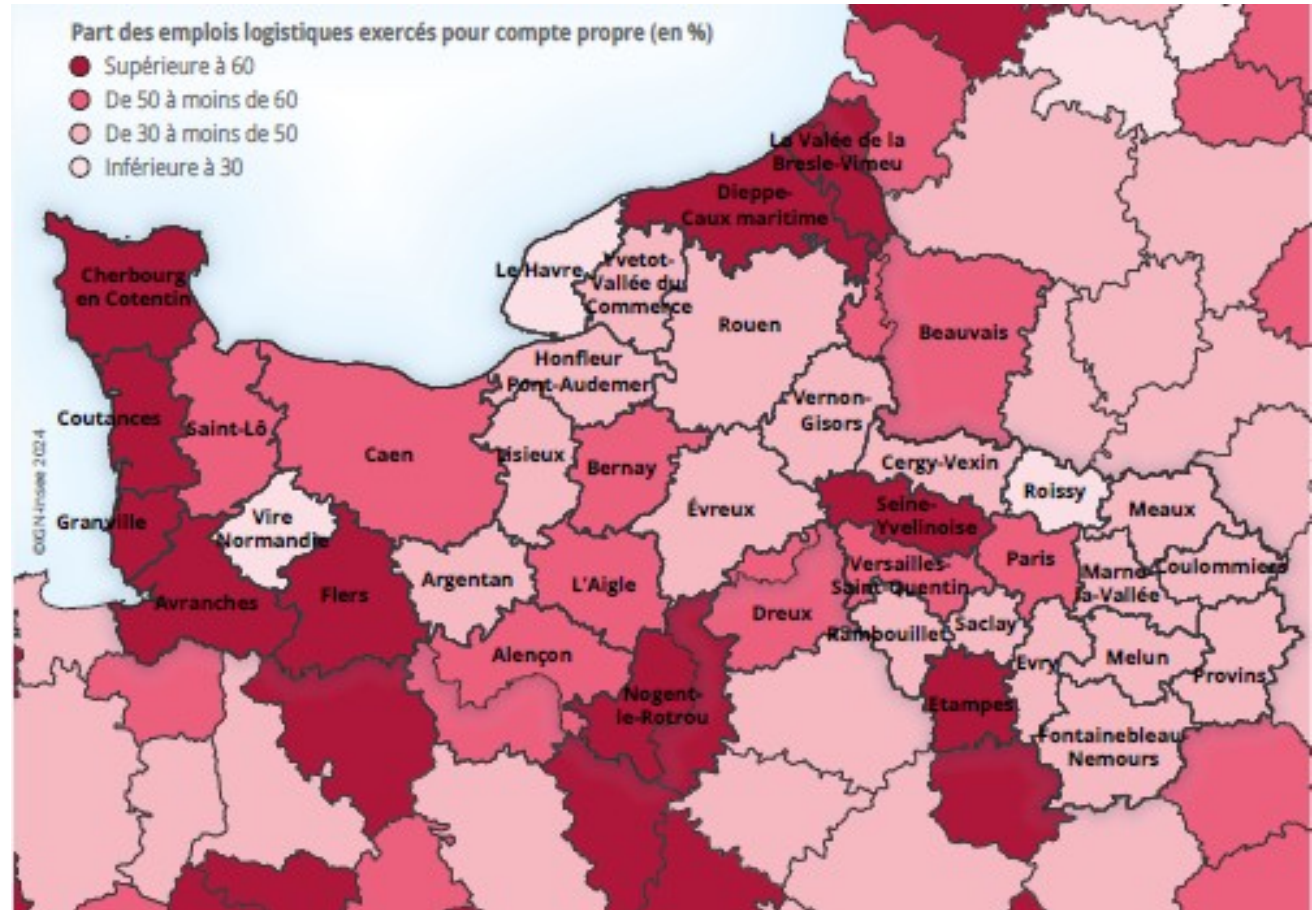 Part des emplois logistiques exercés pour compte propre (en %)
Supérieure à 60
De 50 à moins de 60
De 30 à moins de 50
Inférieure à 30
La Valée de la
Bresle-Vimeu
Dieppe-
Caux maritime
Cherbourg
en Cotentin
Le Havre
Yvetot-
Vallée du
Commerce
Rouen
Beauvais
Honfleur
Pont-Audemer
Vernon-
Gisors
Coutances
Saint-Lô
Caen
Lisieux
Bernay
Cergy-Vexin
Roissy
Meaux
Granville
Vire
Normandie
Évreux
Seine-
Yvelinoise
Paris
Marne-
la-Vallée
Coulommiers
Avranches
Flers
Argentan
L'Aigle
Versailles-
Saint-Quentin
Dreux
Rambouillet
Saclay
Evry
Melun
Provins
Alençon
Nogent-
le-Rotrou
Etampes
Fontainebleau-
Nemours
©IGN-Insee 2024